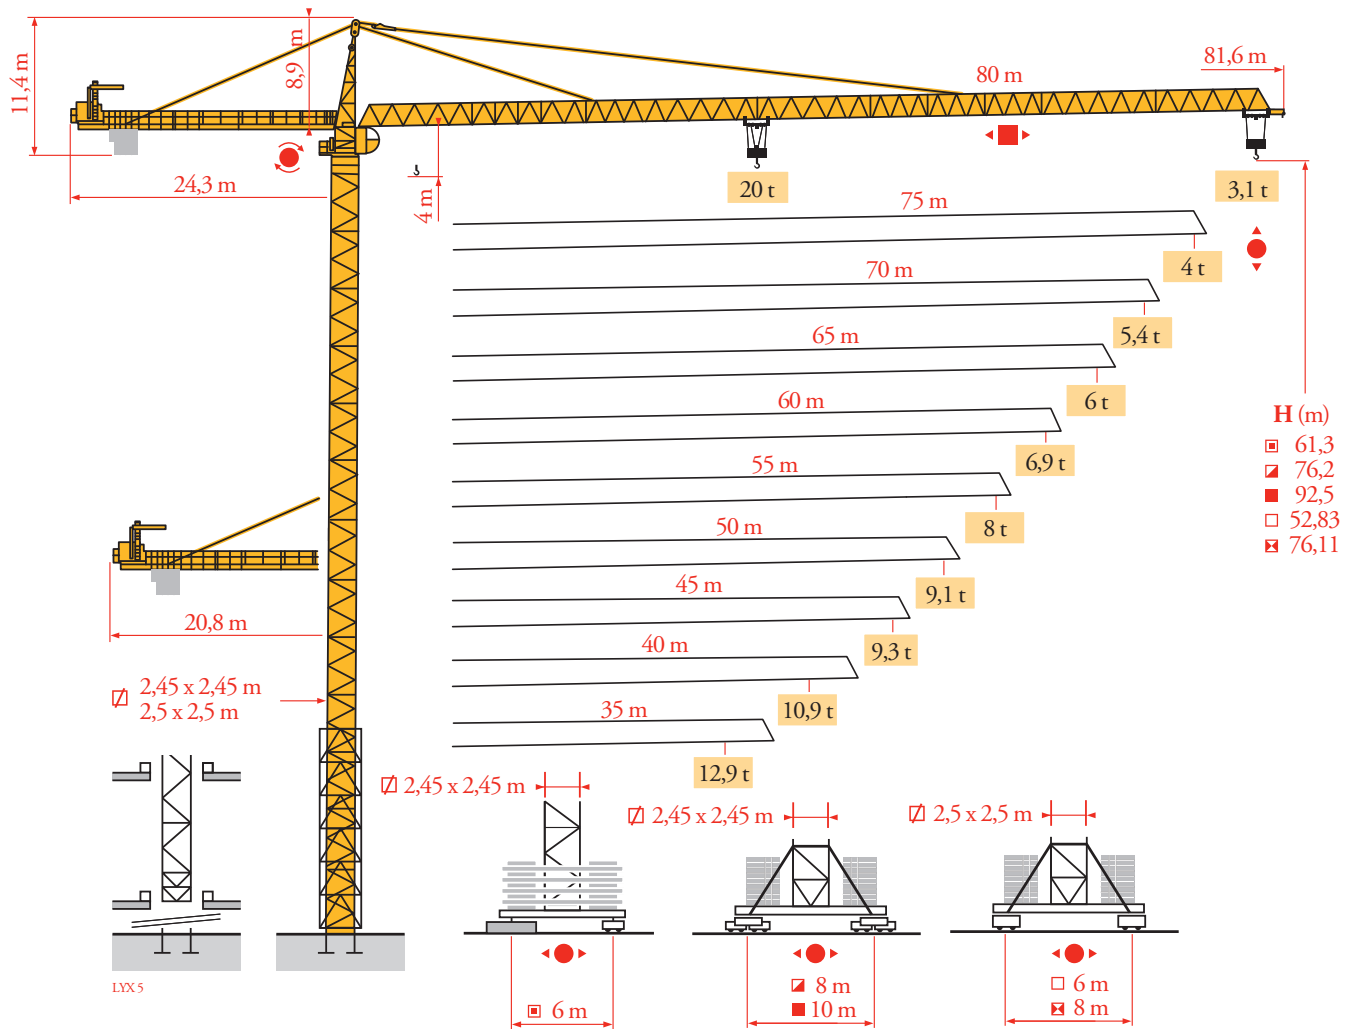 11,4 m
8,9 m
80 m
81,6 m
24,3 m
4 m
20 t
3,1 t
75 m
4 t
70 m
5,4 t
65 m
6 t
60 m
6,9 t
H (m)
61,3
76,2
92,5
52,83
76,11
55 m
8 t
50 m
9,1 t
45 m
9,3 t
20,8 m
40 m
10,9 t
2,45 x 2,45 m
2,5 x 2,5 m
35 m
12,9 t
2,45 x 2,45 m
2,45 x 2,45 m
2,5 x 2,5 m
LYX 5
6 m
8 m
10 m
6 m
8 m